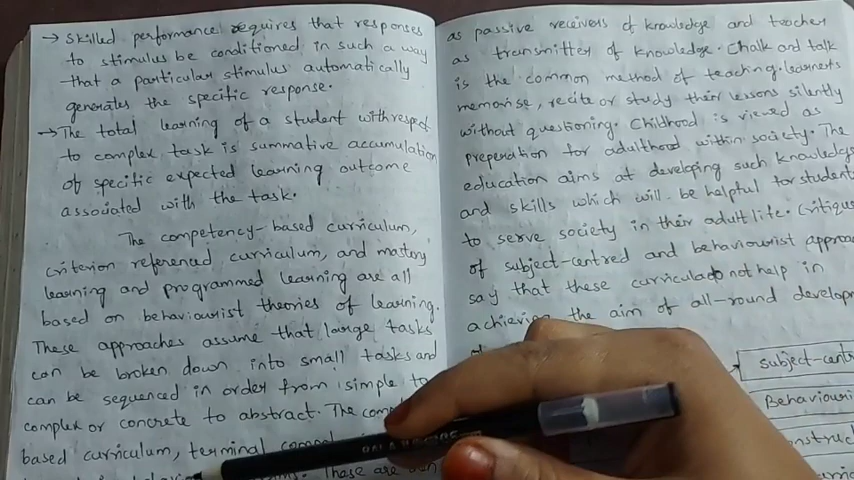 → Skilled performance requires that responses
to stimulus be conditioned in such a way
that a particular stimulus automatically
generates the specific response.
→ The total learning of a student with respect
to complex task is summative accumulation
of specific expected learning outcome
associated with the task.
The competency-based curriculum,
criterion referenced curriculum, and mastery
learning and programmed learning are all
based on behaviourist theories of learning.
These approaches assume that large tasks
can be broken down into small tasks and
can be sequenced in order from simple to
complex or concrete to abstract. The
based curriculum, terminal
These are
as passive receivers of knowledge and teacher
as transmitter of knowledge. Chalk and talk
is the common method of teaching. learners
memorise, recite or study their lessons silently
without questioning. Childhood is viewed as
preparation for adulthood within society. The
education aims at developing such knowledge
and skills which will be helpful for students
to serve society in their adult life. Critique
of subject-centred and behaviourist
say that these curricula do not help in
achieving the aim of all-round